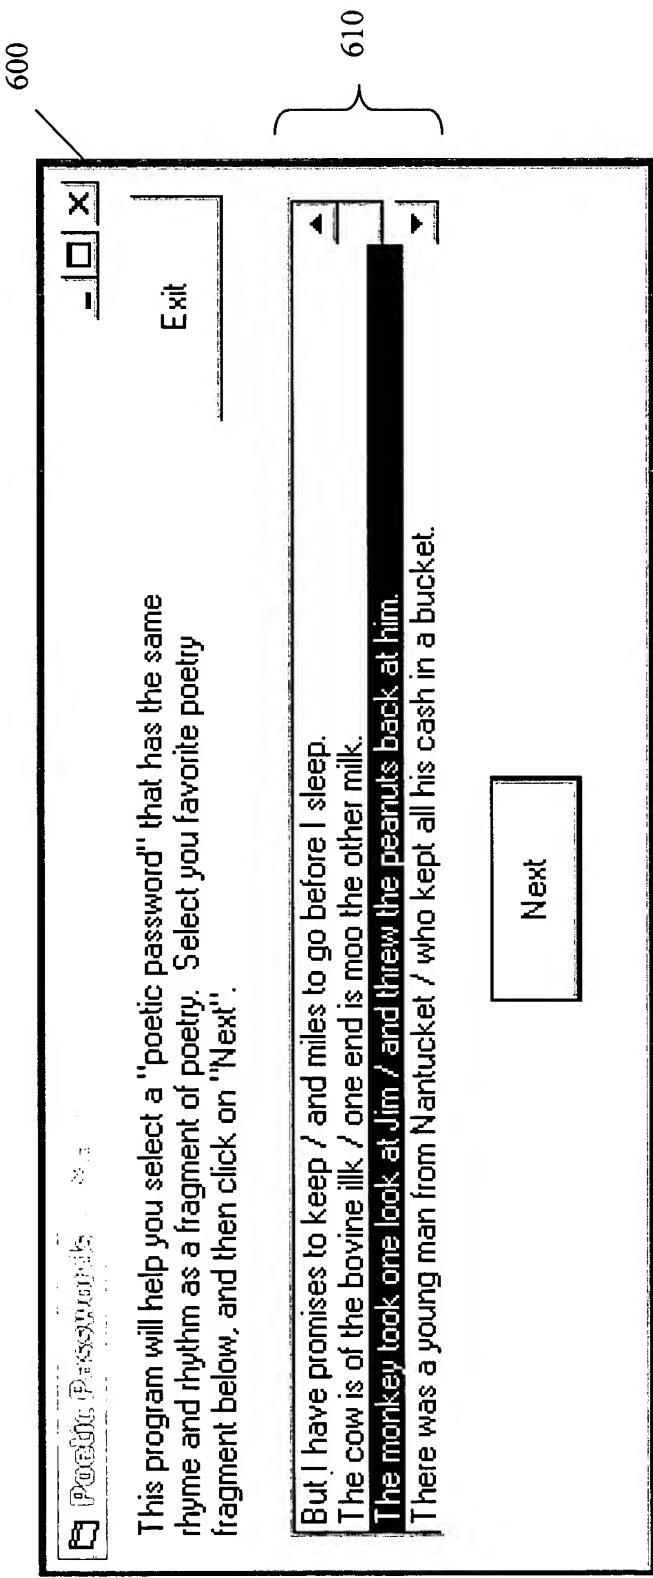 600
Poetic Passwords
Exit
This program will help you select a "poetic password" that has the same
rhyme and rhythm as a fragment of poetry.  Select you favorite poetry
fragment below, and then click on "Next".
610
But I have promises to keep / and miles to go before I sleep.
The cow is of the bovine illk / one end is moo the other milk.
The monkey took one look at Jim / and threw the peanuts back at him.
There was a young man from Nantucket / who kept all his cash in a bucket.
Next